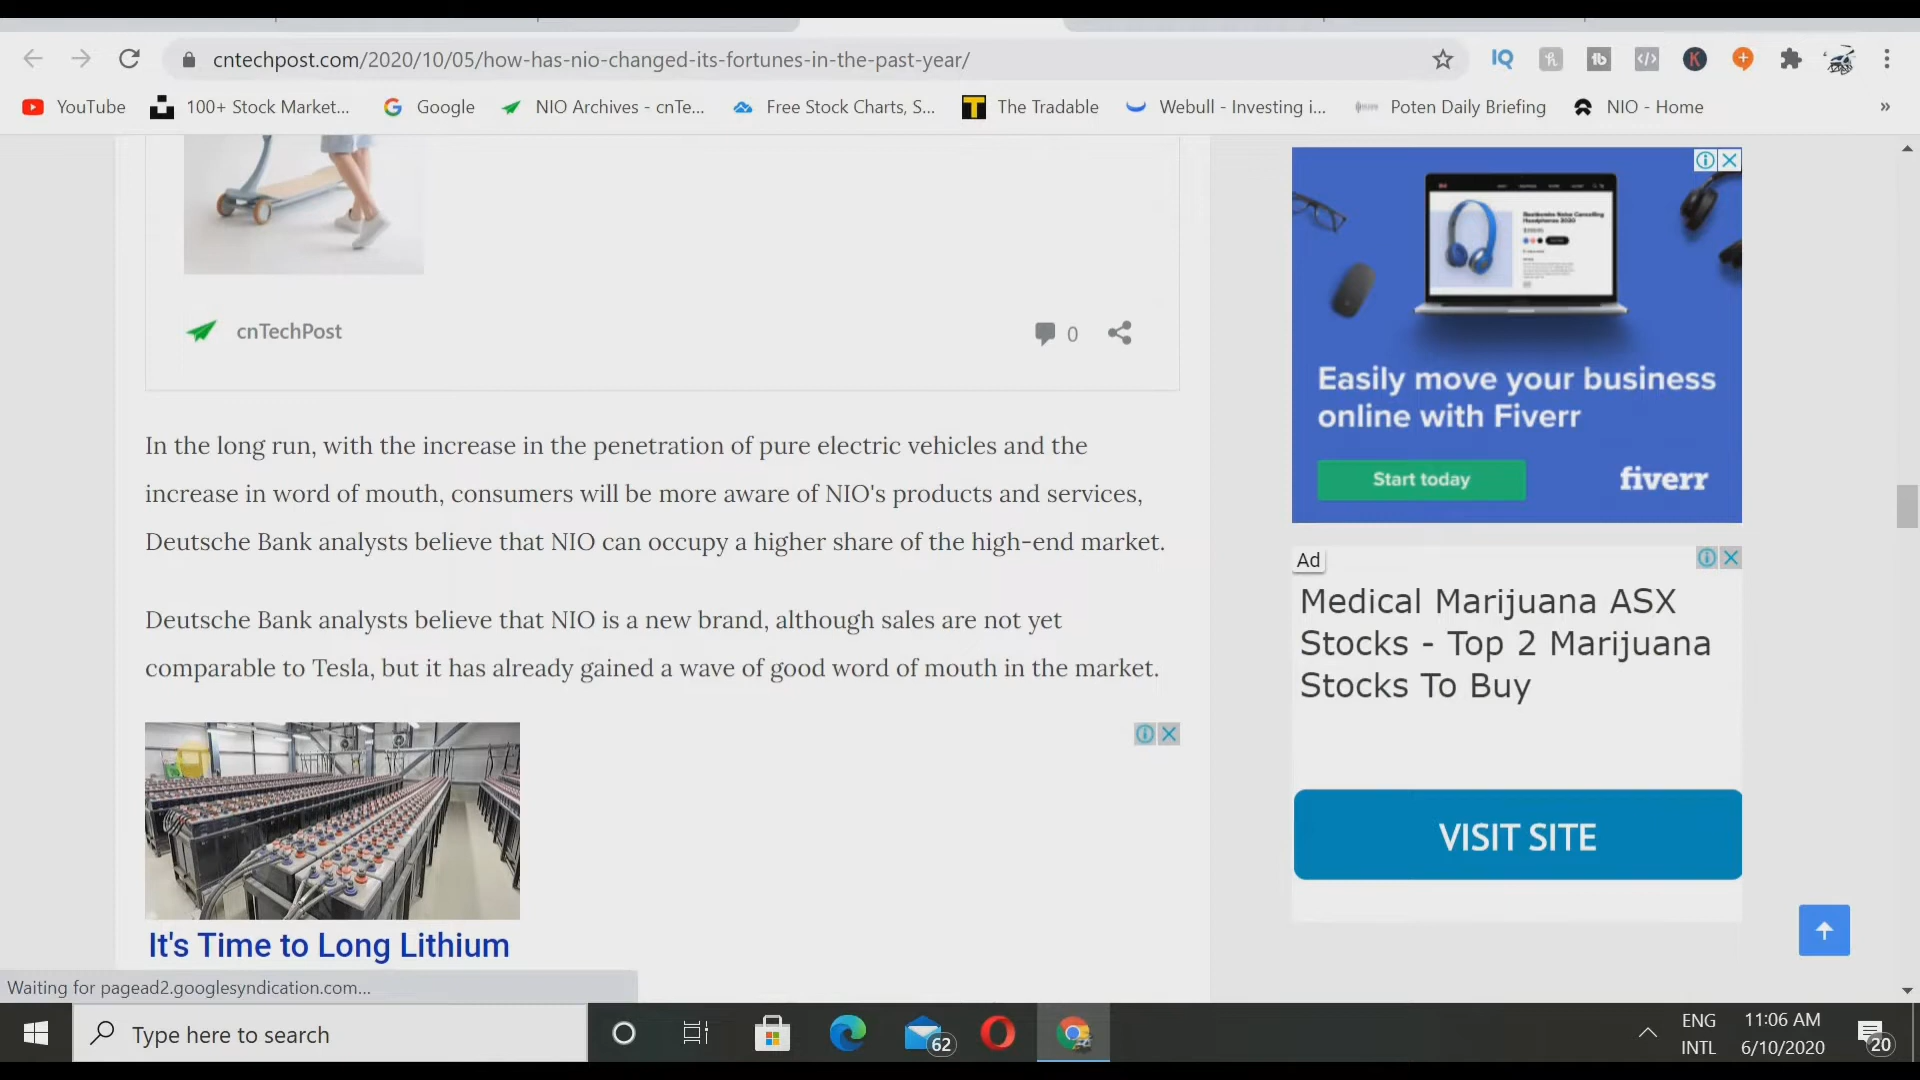 cntechpost.com/2020/10/05/how-has-nio-changed-its-fortunes-in-the-past-year/
YouTube 100+ Stock Market... Google NIO Archives - cnTe... Free Stock Charts, S... The Tradable Webull - Investing i... Poten Daily Briefing NIO - Home »
cnTechPost
0
In the long run, with the increase in the penetration of pure electric vehicles and the
increase in word of mouth, consumers will be more aware of NIO's products and services,
Deutsche Bank analysts believe that NIO can occupy a higher share of the high-end market.
Deutsche Bank analysts believe that NIO is a new brand, although sales are not yet
comparable to Tesla, but it has already gained a wave of good word of mouth in the market.
It's Time to Long Lithium
Easily move your business
online with Fiverr
Start today
fiverr
Ad
Medical Marijuana ASX
Stocks - Top 2 Marijuana
Stocks To Buy
VISIT SITE
Waiting for pagead2.googlesyndication.com...
Type here to search
62
ENG
INTL
11:06 AM
6/10/2020
20